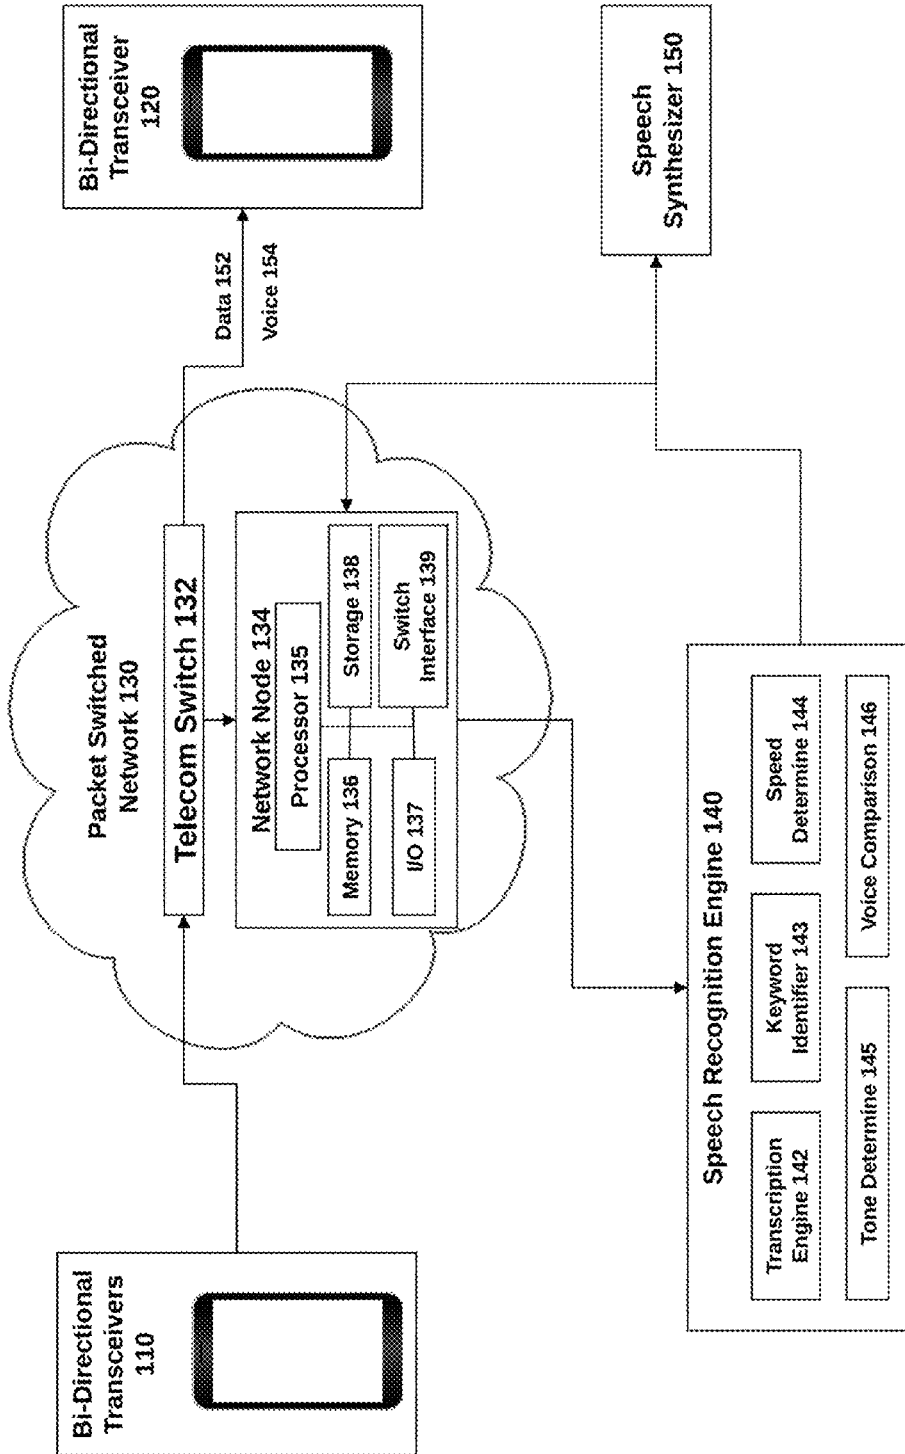 Bi-Directional
Transceivers
110
Packet Switched
Network 130
Telecom Switch 132
Network Node 134
Processor 135
Memory 136
Storage 138
I/O 137
Switch
Interface 139
Data 152
Voice 154
Bi-Directional
Transceiver
120
Speech Recognition Engine 140
Transcription
Engine 142
Keyword
Identifier 143
Speed
Determine 144
Tone Determine 145
Voice Comparison 146
Speech
Synthesizer 150